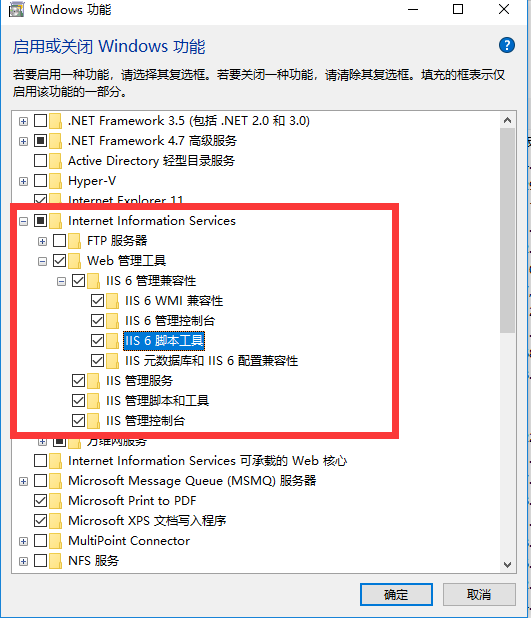 Windows 功能
启用或关闭 Windows 功能
若要启用一种功能，请选择其复选框。若要关闭一种功能，请清除其复选框。填充的框表示仅
启用该功能的一部分。
.NET Framework 3.5 (包括 .NET 2.0 和 3.0)
.NET Framework 4.7 高级服务
Active Directory 轻型目录服务
Hyper-V
Internet Explorer 11
Internet Information Services
FTP 服务器
Web 管理工具
IIS 6 管理兼容性
IIS 6 WMI 兼容性
IIS 6 管理控制台
IIS 6 脚本工具
IIS 元数据库和 IIS 6 配置兼容性
IIS 管理服务
IIS 管理脚本和工具
IIS 管理控制台
万维网服务
Internet Information Services 可承载的 Web 核心
Microsoft Message Queue (MSMQ) 服务器
Microsoft Print to PDF
Microsoft XPS 文档写入程序
MultiPoint Connector
NFS 服务
确定
取消